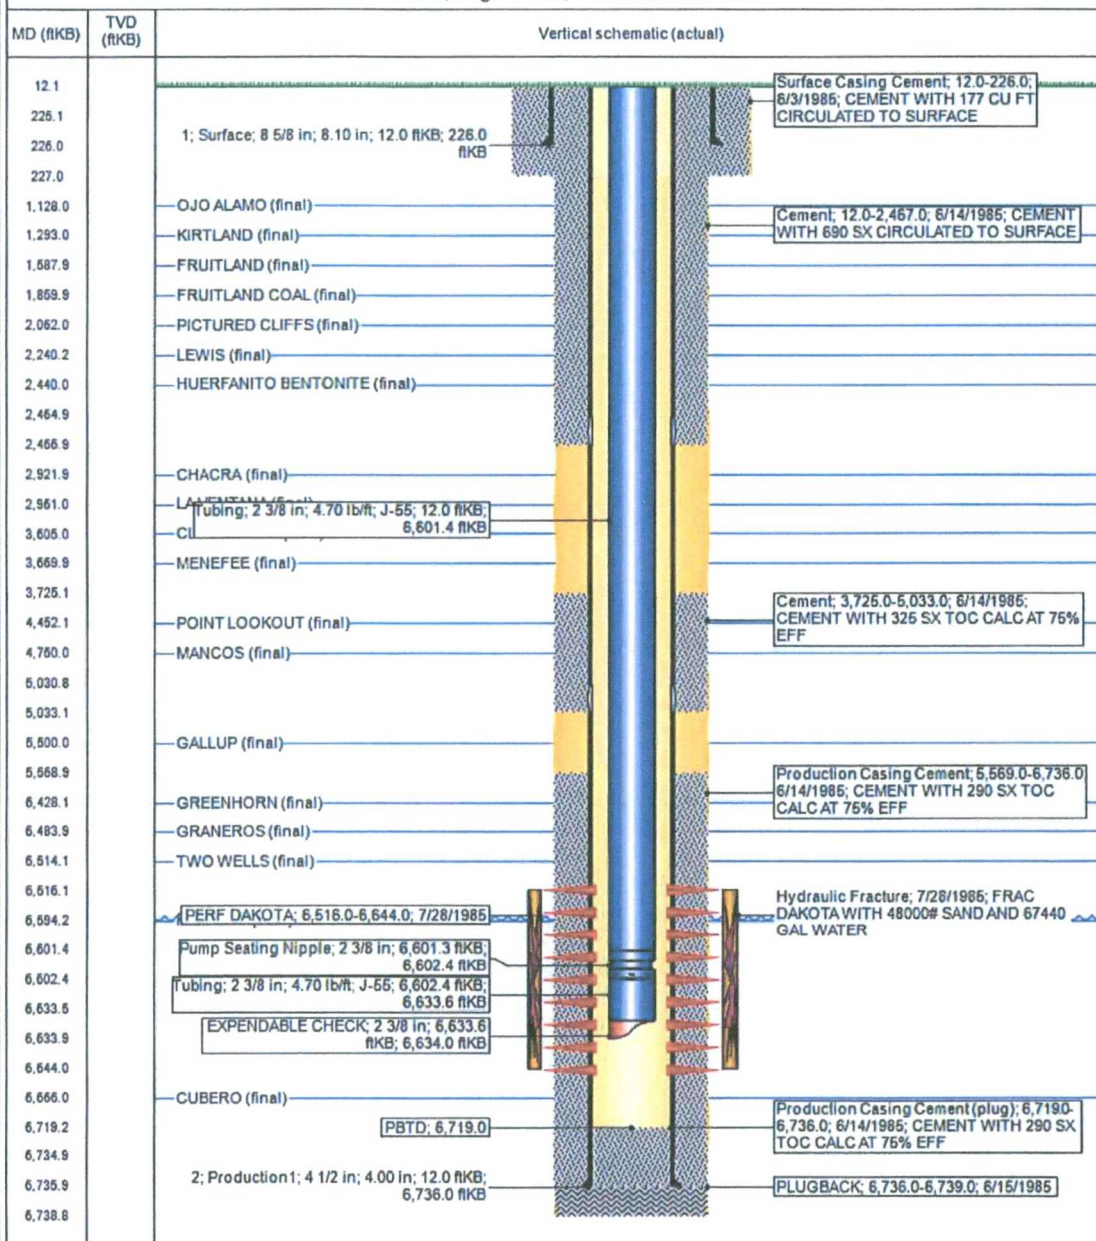 MD (ftKB)
TVD
(ftKB)
Vertical schematic (actual)
12.1
225.1
226.0
227.0
1,128.0
1,293.0
1,587.9
1,859.9
2,062.0
2,240.2
2,440.0
2,464.9
2,466.9
2,921.9
2,961.0
3,605.0
3,669.9
3,725.1
4,452.1
4,760.0
5,030.8
5,033.1
5,500.0
5,568.9
6,428.1
6,483.9
6,514.1
6,516.1
6,594.2
6,601.4
6,602.4
6,633.5
6,633.9
6,644.0
6,666.0
6,719.2
6,734.9
6,735.9
6,738.8
1; Surface; 8 5/8 in; 8.10 in; 12.0 ftKB; 226.0
ftKB
OJO ALAMO (final)
KIRTLAND (final)
FRUITLAND (final)
FRUITLAND COAL (final)
PICTURED CLIFFS (final)
LEWIS (final)
HUERFANITO BENTONITE (final)
CHACRA (final)
Tubing; 2 3/8 in; 4.70 lb/ft; J-55; 12.0 ftKB;
6,601.4 ftKB
MENEFEE (final)
POINT LOOKOUT (final)
MANCOS (final)
GALLUP (final)
GREENHORN (final)
GRANEROS (final)
TWO WELLS (final)
PERF DAKOTA; 6,516.0-6,644.0; 7/28/1985
Pump Seating Nipple; 2 3/8 in; 6,601.3 ftKB;
6,602.4 ftKB
Tubing; 2 3/8 in; 4.70 lb/ft; J-55; 6,602.4 ftKB;
6,633.6 ftKB
EXPENDABLE CHECK; 2 3/8 in; 6,633.6
ftKB; 6,634.0 ftKB
CUBERO (final)
PBTD; 6,719.0
2; Production1; 4 1/2 in; 4.00 in; 12.0 ftKB;
6,736.0 ftKB
Surface Casing Cement; 12.0-226.0;
6/3/1985; CEMENT WITH 177 CU FT
CIRCULATED TO SURFACE
Cement; 12.0-2,467.0; 6/14/1985; CEMENT
WITH 690 SX CIRCULATED TO SURFACE
Cement; 3,725.0-5,033.0; 6/14/1985;
CEMENT WITH 325 SX TOC CALC AT 75%
EFF
Production Casing Cement; 5,569.0-6,736.0
6/14/1985; CEMENT WITH 290 SX TOC
CALC AT 75% EFF
Hydraulic Fracture; 7/28/1985; FRAC
DAKOTA WITH 48000# SAND AND 67440
GAL WATER
Production Casing Cement (plug); 6,719.0-
6,736.0; 6/14/1985; CEMENT WITH 290 SX
TOC CALC AT 75% EFF
PLUGBACK; 6,736.0-6,739.0; 6/15/1985